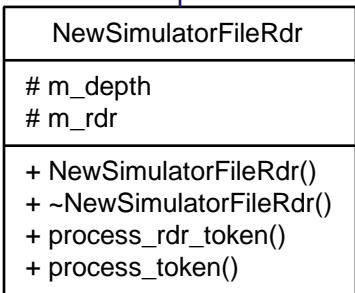 NewSimulatorFileRdr
# m_depth
# m_rdr
+ NewSimulatorFileRdr()
+ ~NewSimulatorFileRdr()
+ process_rdr_token()
+ process_token()